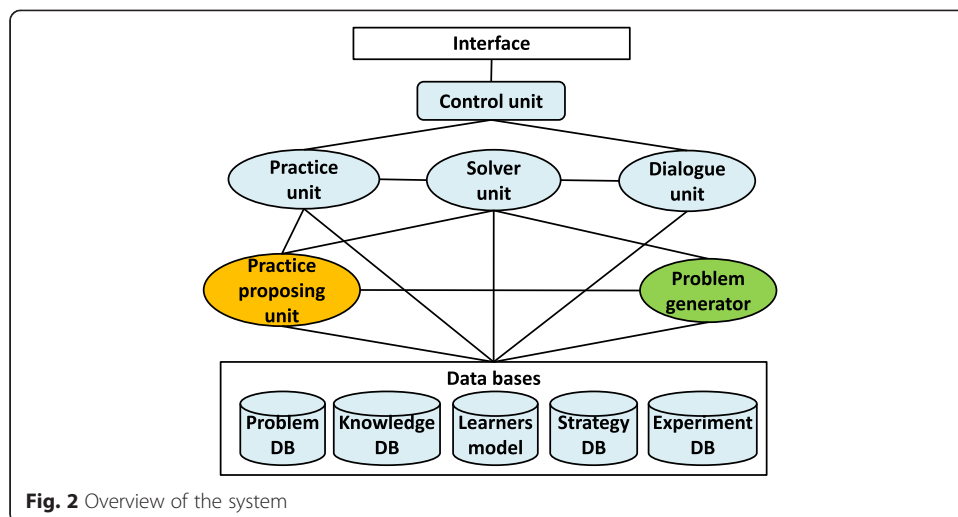 Interface
Control unit
Practice
unit
Solver
unit
Dialogue
unit
Practice
proposing
unit
Problem
generator
Data bases
Problem
DB
Knowledge
DB
Learners
model
Strategy
DB
Experiment
DB
Fig. 2 Overview of the system